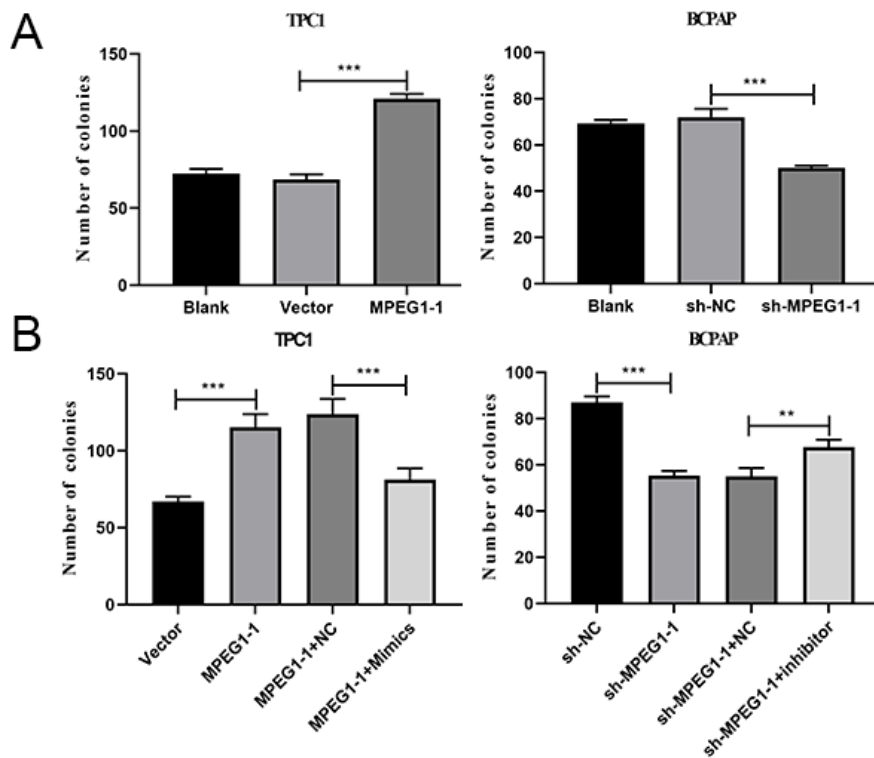 A
TPC1
Number of colonies
150
100
50
0
***
Blank
Vector
MPEG1-1
BCPAP
Number of colonies
100
80
60
40
20
0
***
Blank
sh-NC
sh-MPEG1-1
B
TPC1
Number of colonies
150
100
50
0
***
***
Vector
MPEG1-1
MPEG1-1+NC
MPEG1-1+Mimics
BCPAP
Number of colonies
100
80
60
40
20
0
***
**
sh-NC
sh-MPEG1-1
sh-MPEG1-1+NC
sh-MPEG1-1+inhibitor